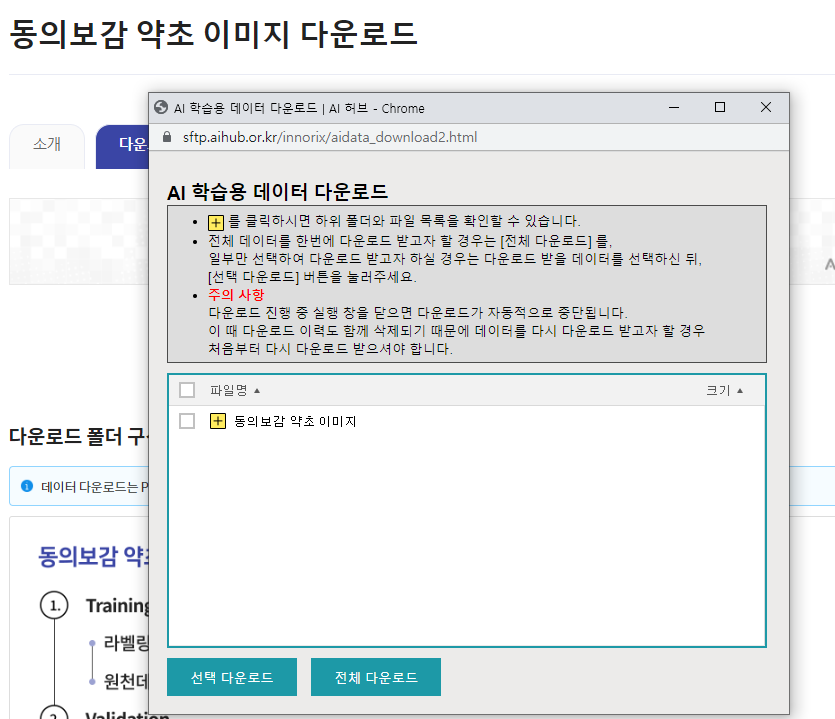 동의보감 약초 이미지 다운로드
소개
다운
AI 학습용 데이터 다운로드 | AI 허브 - Chrome
sftp.aihub.or.kr/innorix/aidata_download2.html
AI 학습용 데이터 다운로드
를 클릭하시면 하위 폴더와 파일 목록을 확인할 수 있습니다.
전체 데이터를 한번에 다운로드 받고자 할 경우는 [전체 다운로드] 를,
일부만 선택하여 다운로드 받고자 하실 경우는 다운로드 받을 데이터를 선택하신 뒤,
[선택 다운로드] 버튼을 눌러주세요.
주의 사항
다운로드 진행 중 실행 창을 닫으면 다운로드가 자동적으로 중단됩니다.
이 때 다운로드 이력도 함께 삭제되기 때문에 데이터를 다시 다운로드 받고자 할 경우
처음부터 다시 다운로드 받으셔야 합니다.
파일명 ▲ 크기 ▲
동의보감 약초 이미지
선택 다운로드 전체 다운로드
다운로드 폴더 구
데이터 다운로드는 P
동의보감 약초
1. Training
라벨링
원천데
2. Validation